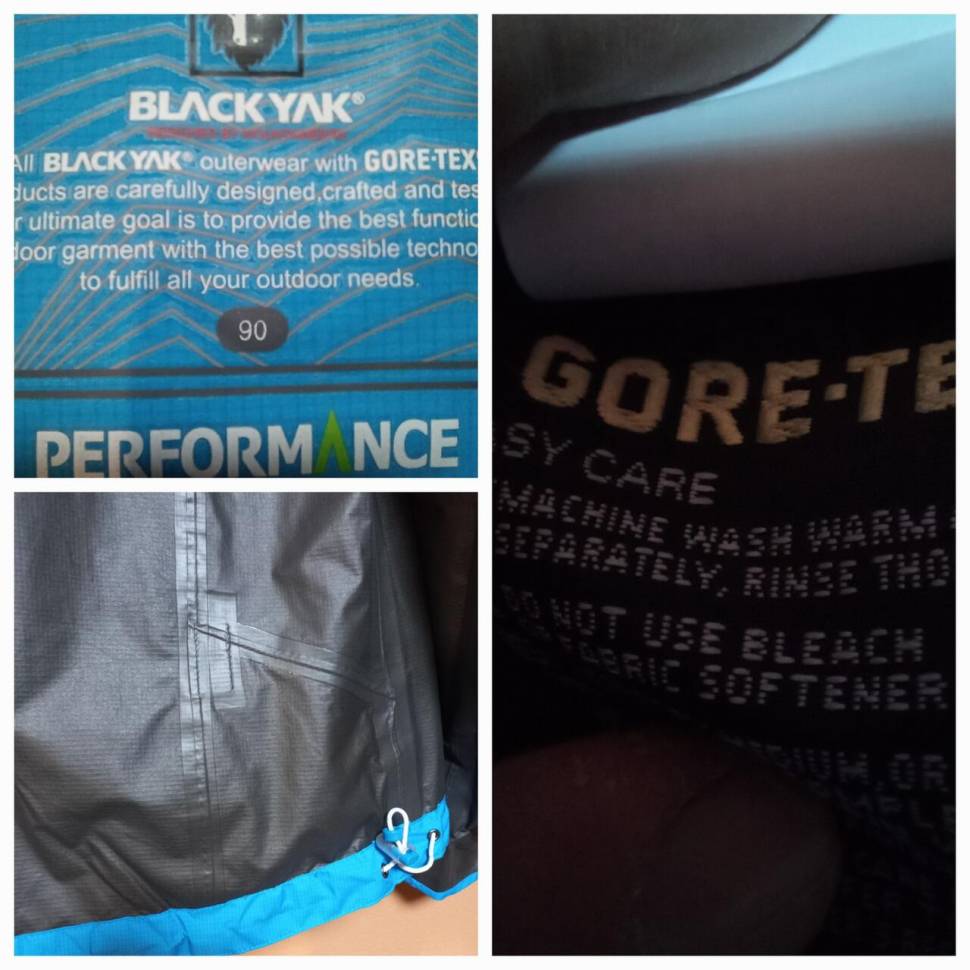 BLACKYAK®
All BLACKYAK® outerwear with GORE-TEX
ducts are carefully designed,crafted and tes
r ultimate goal is to provide the best functio
door garment with the best possible techno
to fulfill all your outdoor needs.
90
PERFORMANCE
GORE-TE
SY CARE
MACHINE WASH WARM
SEPARATELY, RINSE THO
DO NOT USE BLEACH
FABRIC SOFTENER
OR